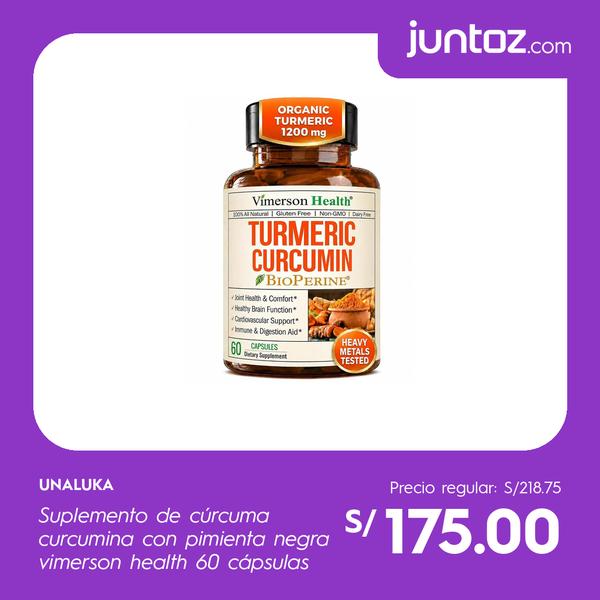 juntoz.com
ORGANIC
TURMERIC
1200 mg
Vimerson Health®
100% All Natural | Gluten Free | Non-GMO | Dairy Free
TURMERIC
CURCUMIN
BIOPERINE®
✓Joint Health & Comfort*
✓Healthy Brain Function*
✓Cardiovascular Support*
✓Immune & Digestion Aid*
60 CAPSULES
Dietary Supplement
HEAVY
METALS
TESTED
UNALUKA
Suplemento de cúrcuma
curcumina con pimienta negra
vimerson health 60 cápsulas
Precio regular: S/218.75
S/175.00